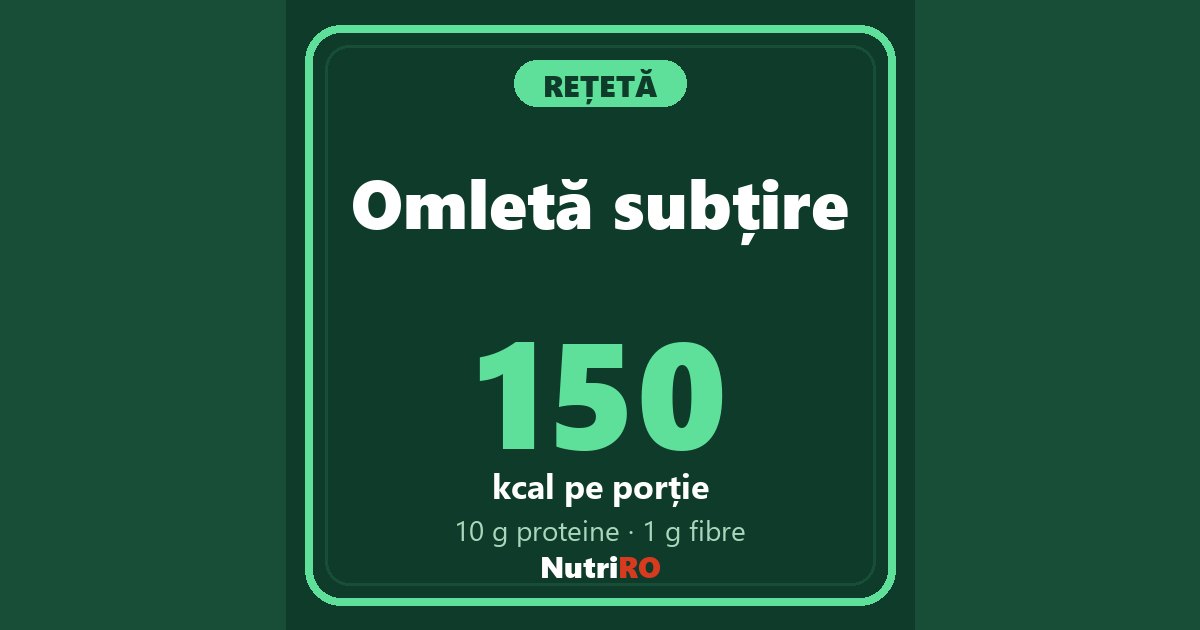 REȚETĂ
Omletă subțire
150
kcal pe porție
10 g proteine · 1 g fibre
NutriRO